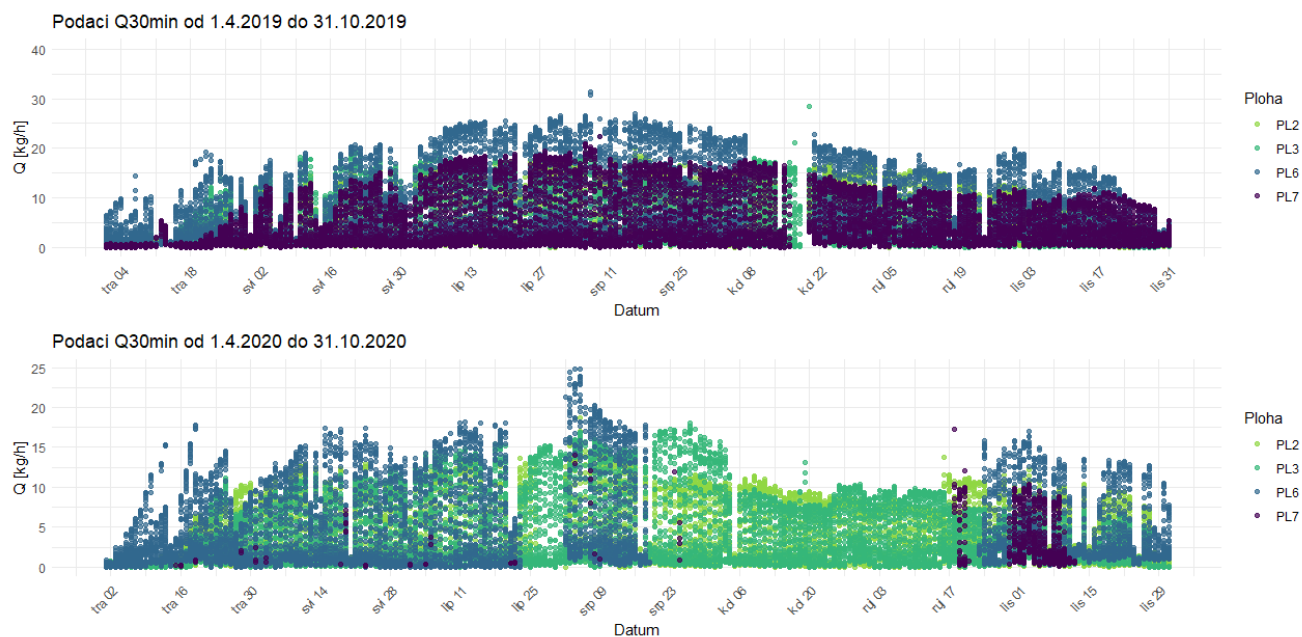 Podaci Q30min od 1.4.2019 do 31.10.2019
40
30
20
10
0
Q [kg/h]
tra 04
tra 18
svi 02
svi 16
svi 30
lip 13
lip 27
srp 11
srp 25
kol 08
kol 22
ruj 05
ruj 19
lis 03
lis 17
lis 31
Datum
Ploha
PL2
PL3
PL6
PL7
Podaci Q30min od 1.4.2020 do 31.10.2020
25
20
15
10
5
0
Q [kg/h]
tra 02
tra 16
tra 30
svi 14
svi 28
lip 11
lip 25
srp 09
srp 23
kol 06
kol 20
ruj 03
ruj 17
lis 01
lis 15
lis 29
Datum
Ploha
PL2
PL3
PL6
PL7